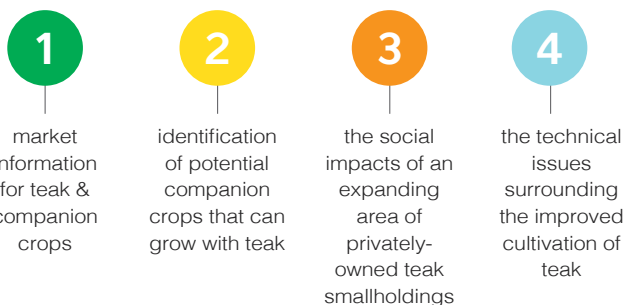 1
market
nformation
for teak &
companion
crops
2
identification
of potential
companion
crops that can
grow with teak
3
the social
impacts of an
expanding
area of
privately-
owned teak
smallholdings
4
the technical
issues
surrounding
the improved
cultivation of
teak